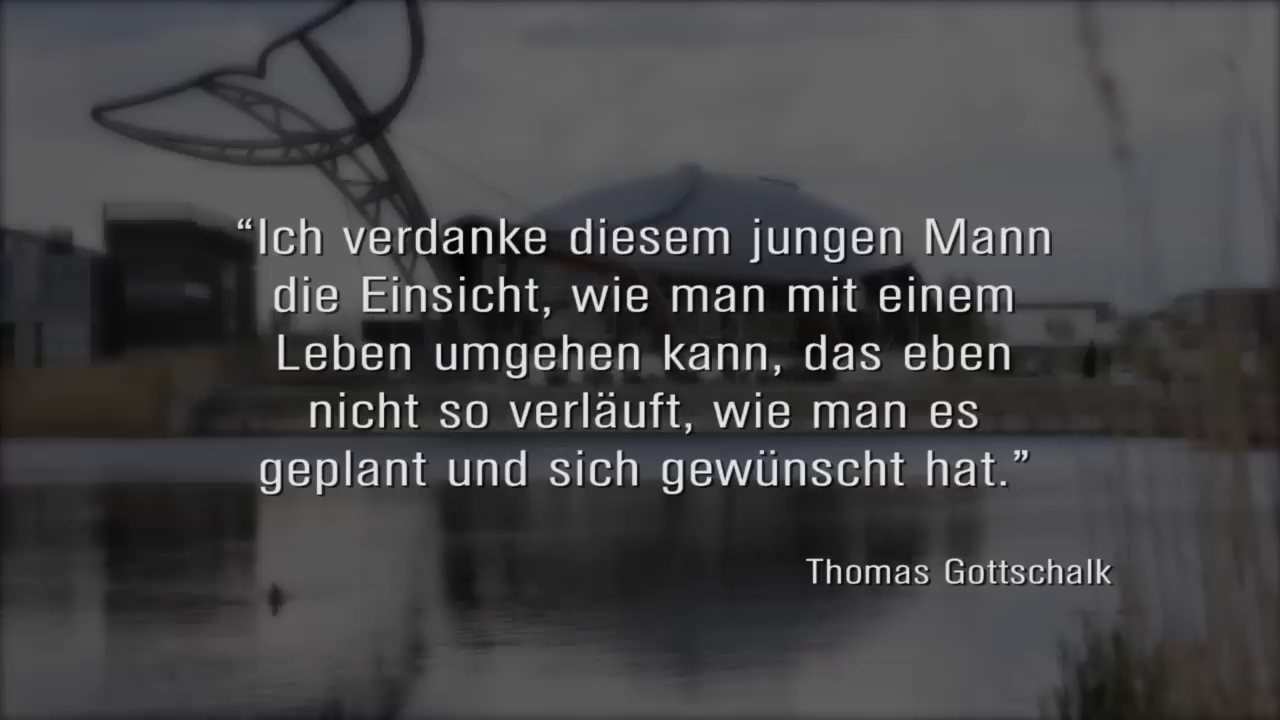 “Ich verdanke diesem jungen Mann
die Einsicht, wie man mit einem
Leben umgehen kann, das eben
nicht so verläuft, wie man es
geplant und sich gewünscht hat.”
Thomas Gottschalk